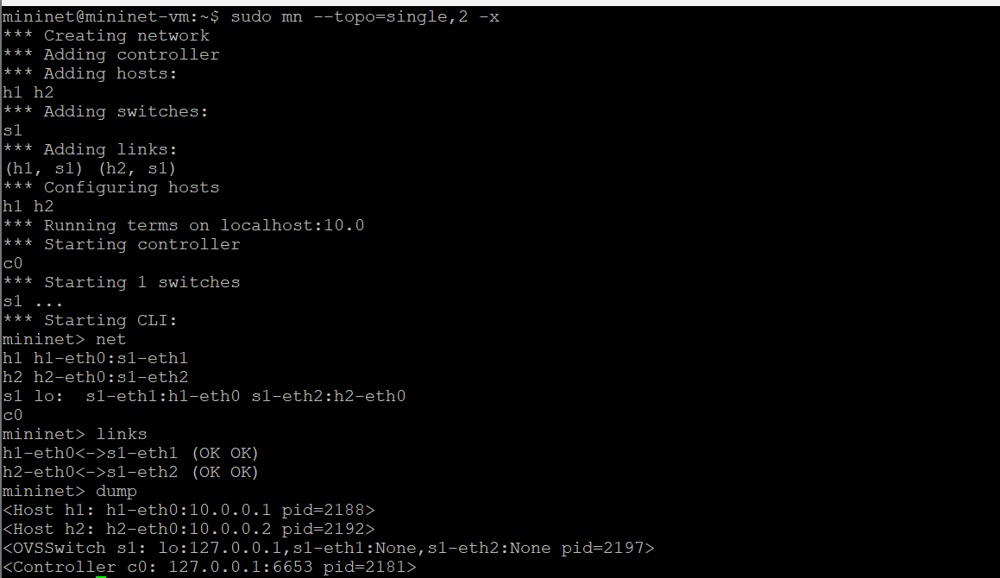 mininet@mininet-vm:~$ sudo mn --topo=single,2 -x
*** Creating network
*** Adding controller
*** Adding hosts:
h1 h2
*** Adding switches:
s1
*** Adding links:
(h1, s1) (h2, s1)
*** Configuring hosts
h1 h2
*** Running terms on localhost:10.0
*** Starting controller
c0
*** Starting 1 switches
s1 ...
*** Starting CLI:
mininet> net
h1 h1-eth0:s1-eth1
h2 h2-eth0:s1-eth2
s1 lo:  s1-eth1:h1-eth0 s1-eth2:h2-eth0
c0
mininet> links
h1-eth0<->s1-eth1 (OK OK)
h2-eth0<->s1-eth2 (OK OK)
mininet> dump
<Host h1: h1-eth0:10.0.0.1 pid=2188>
<Host h2: h2-eth0:10.0.0.2 pid=2192>
<OVSSwitch s1: lo:127.0.0.1,s1-eth1:None,s1-eth2:None pid=2197>
<Controller c0: 127.0.0.1:6653 pid=2181>